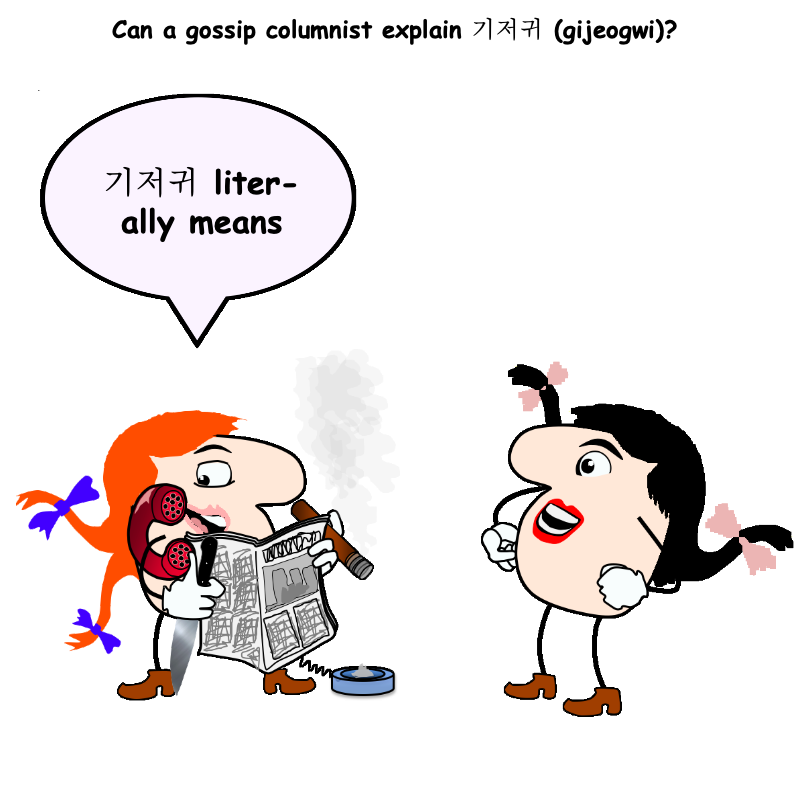 Can a gossip columnist explain 기저귀 (gijeogwi)?
기저귀 liter-
ally means